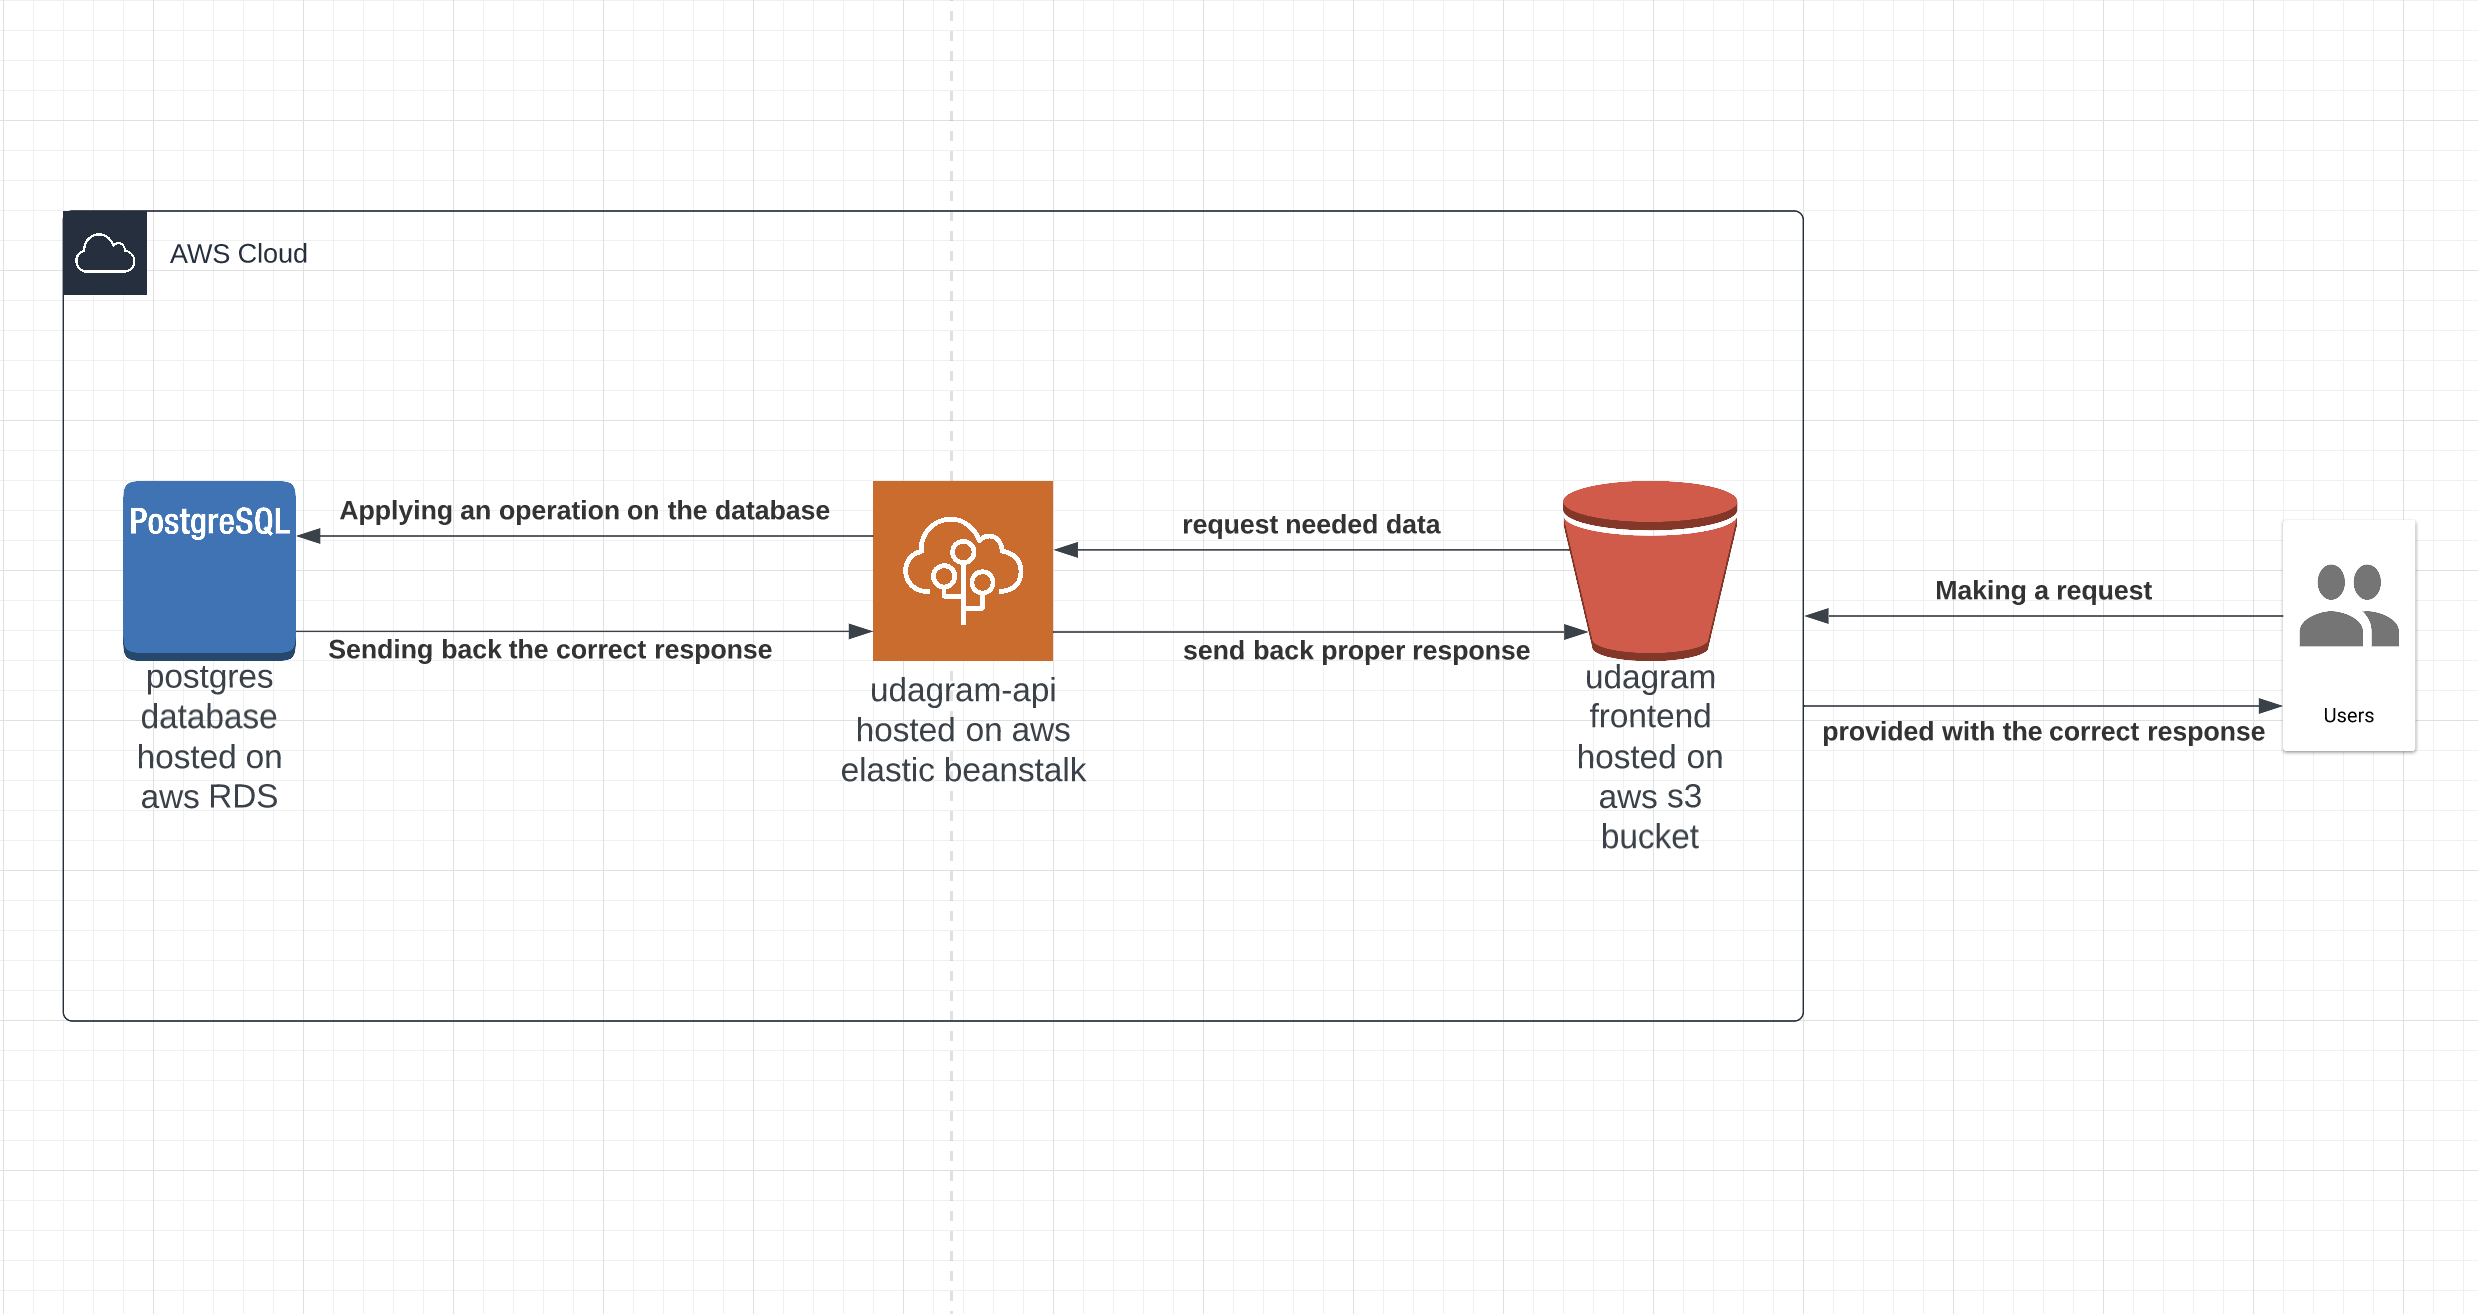 AWS Cloud
PostgreSQL
Applying an operation on the database
Sending back the correct response
postgres
database
hosted on
aws RDS
request needed data
send back proper response
udagram-api
hosted on aws
elastic beanstalk
udagram
frontend
hosted on
aws s3
bucket
Making a request
provided with the correct response
Users